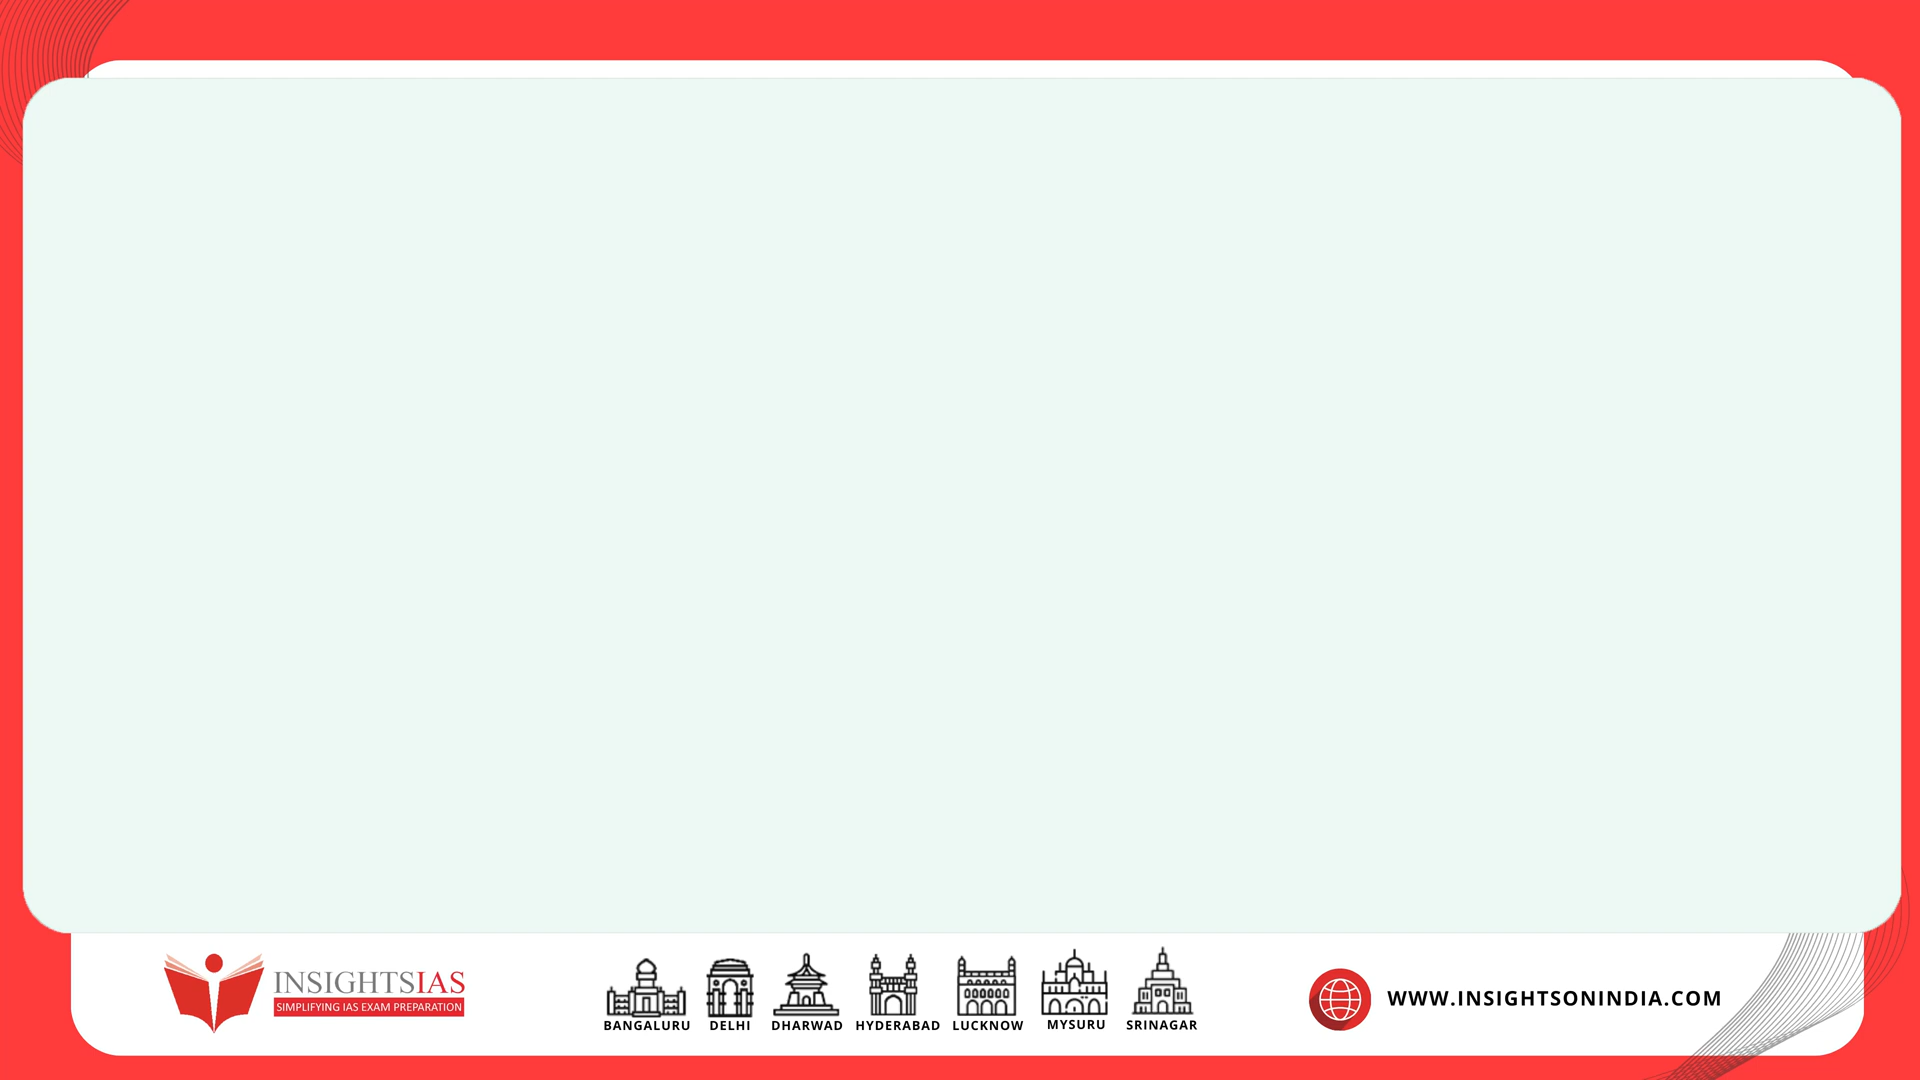 INSIGHTSIAS
SIMPLIFYING IAS EXAM PREPARATION
BANGALURU DELHI DHARWAD HYDERABAD LUCKNOW MYSURU SRINAGAR
WWW.INSIGHTSONINDIA.COM